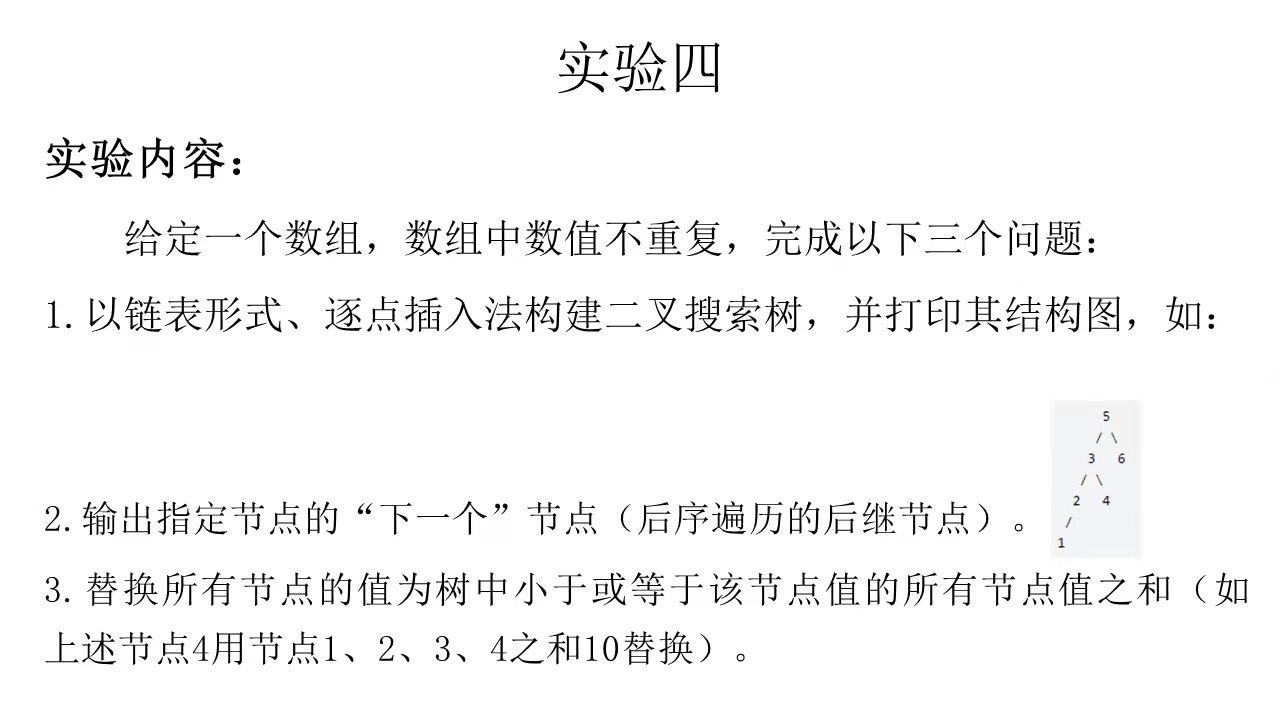 实验四
实验内容：
给定一个数组，数组中数值不重复，完成以下三个问题：
1.以链表形式、逐点插入法构建二叉搜索树，并打印其结构图，如：
5
/ \
3 6
/ \
2 4
/
1
2.输出指定节点的“下一个”节点（后序遍历的后继节点）。
3.替换所有节点的值为树中小于或等于该节点值的所有节点值之和（如
上述节点4用节点1、2、3、4之和10替换）。